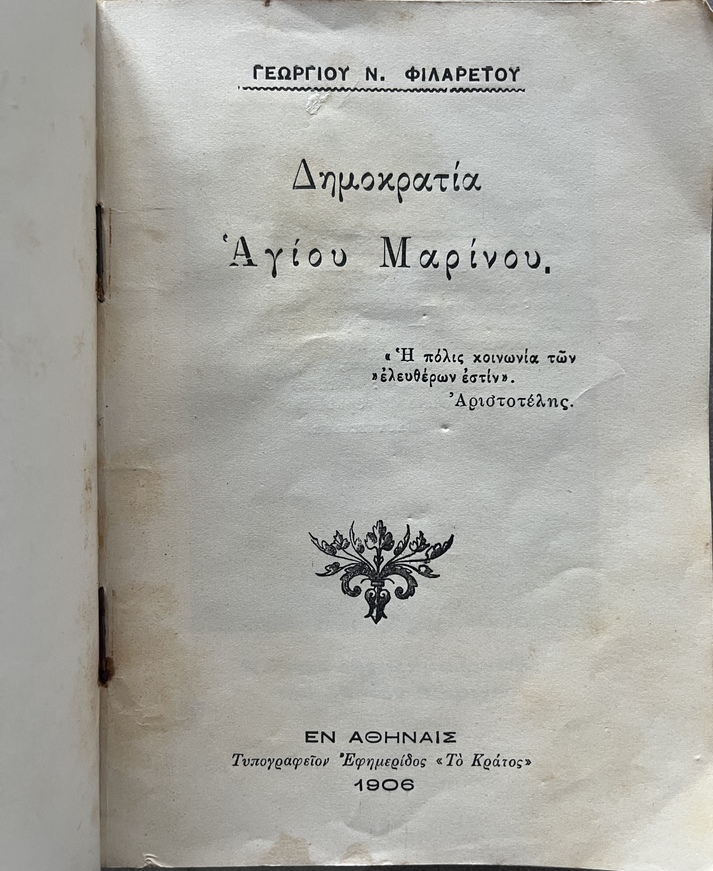 ΓΕΩΡΓΙΟΥ Ν. ΦΙΛΑΡΕΤΟΥ
Δημοκρατία
Ἁγίου Μαρίνου.
« Ἡ πόλις κοινωνία τῶν
»ἐλευθέρων ἐστίν».
Ἀριστοτέλης.
ΕΝ ΑΘΗΝΑΙΣ
Τυπογραφεῖον Ἐφημερίδος «Τὸ Κράτος»
1906